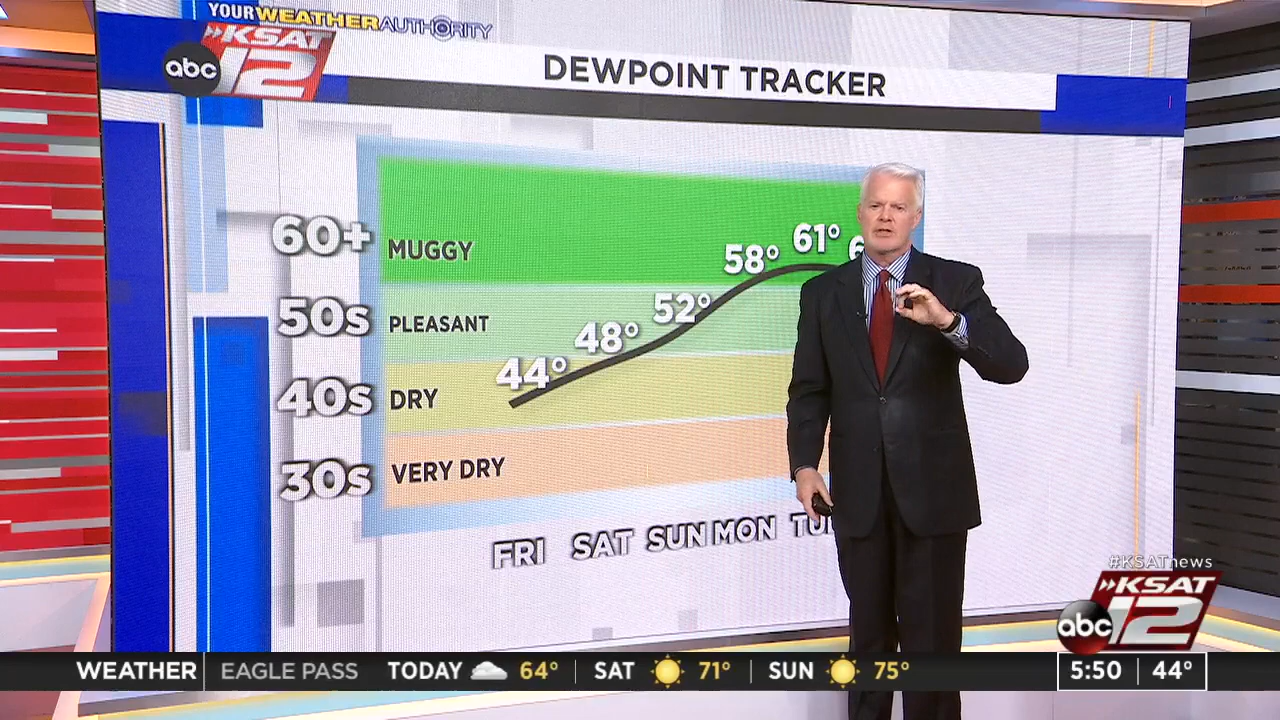 YOUR WEATHER AUTHORITY
KSAT
abc 12
DEWPOINT TRACKER
60+ MUGGY
50s PLEASANT
40s DRY
30s VERY DRY
44° 48° 52° 58° 61° 6
FRI SAT SUN MON TU
#KSATnews
KSAT
abc 12
WEATHER EAGLE PASS TODAY 64° SAT 71° SUN 75° 5:50 44°